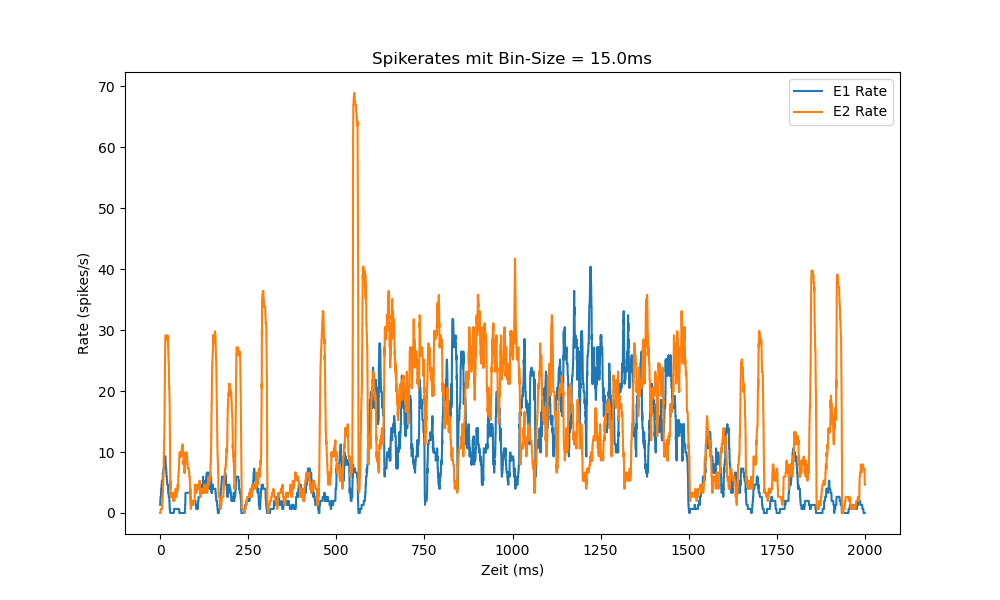 Spikerates mit Bin-Size = 15.0ms
E1 Rate
E2 Rate
70
60
50
40
30
20
10
0
Rate (spikes/s)
0 250 500 750 1000 1250 1500 1750 2000
Zeit (ms)